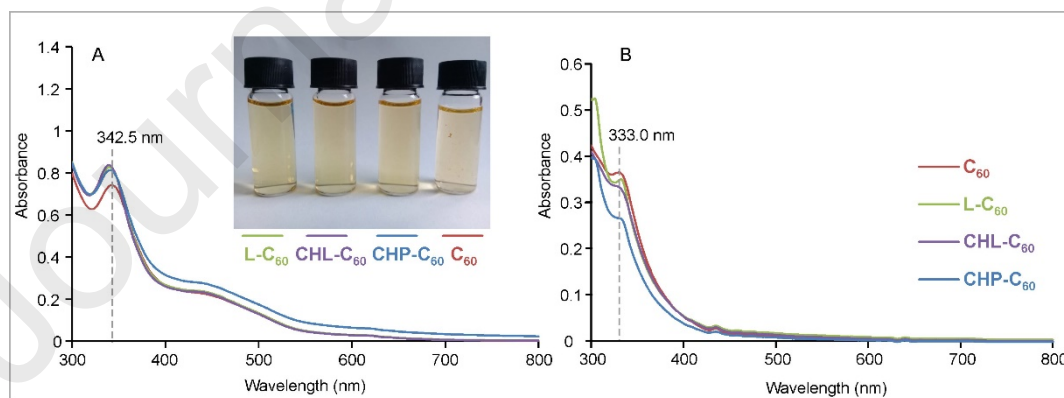 Journa
A
1.4
1.2
1
0.8
0.6
0.4
0.2
0
Absorbance
342.5 nm
300 400 500 600 700 800
Wavelength (nm)
L-C60 CHL-C60 CHP-C60 C60
B
0.6
0.5
0.4
0.3
0.2
0.1
0
Absorbance
333.0 nm
300 400 500 600 700 800
Wavelength (nm)
C60
L-C60
CHL-C60
CHP-C60